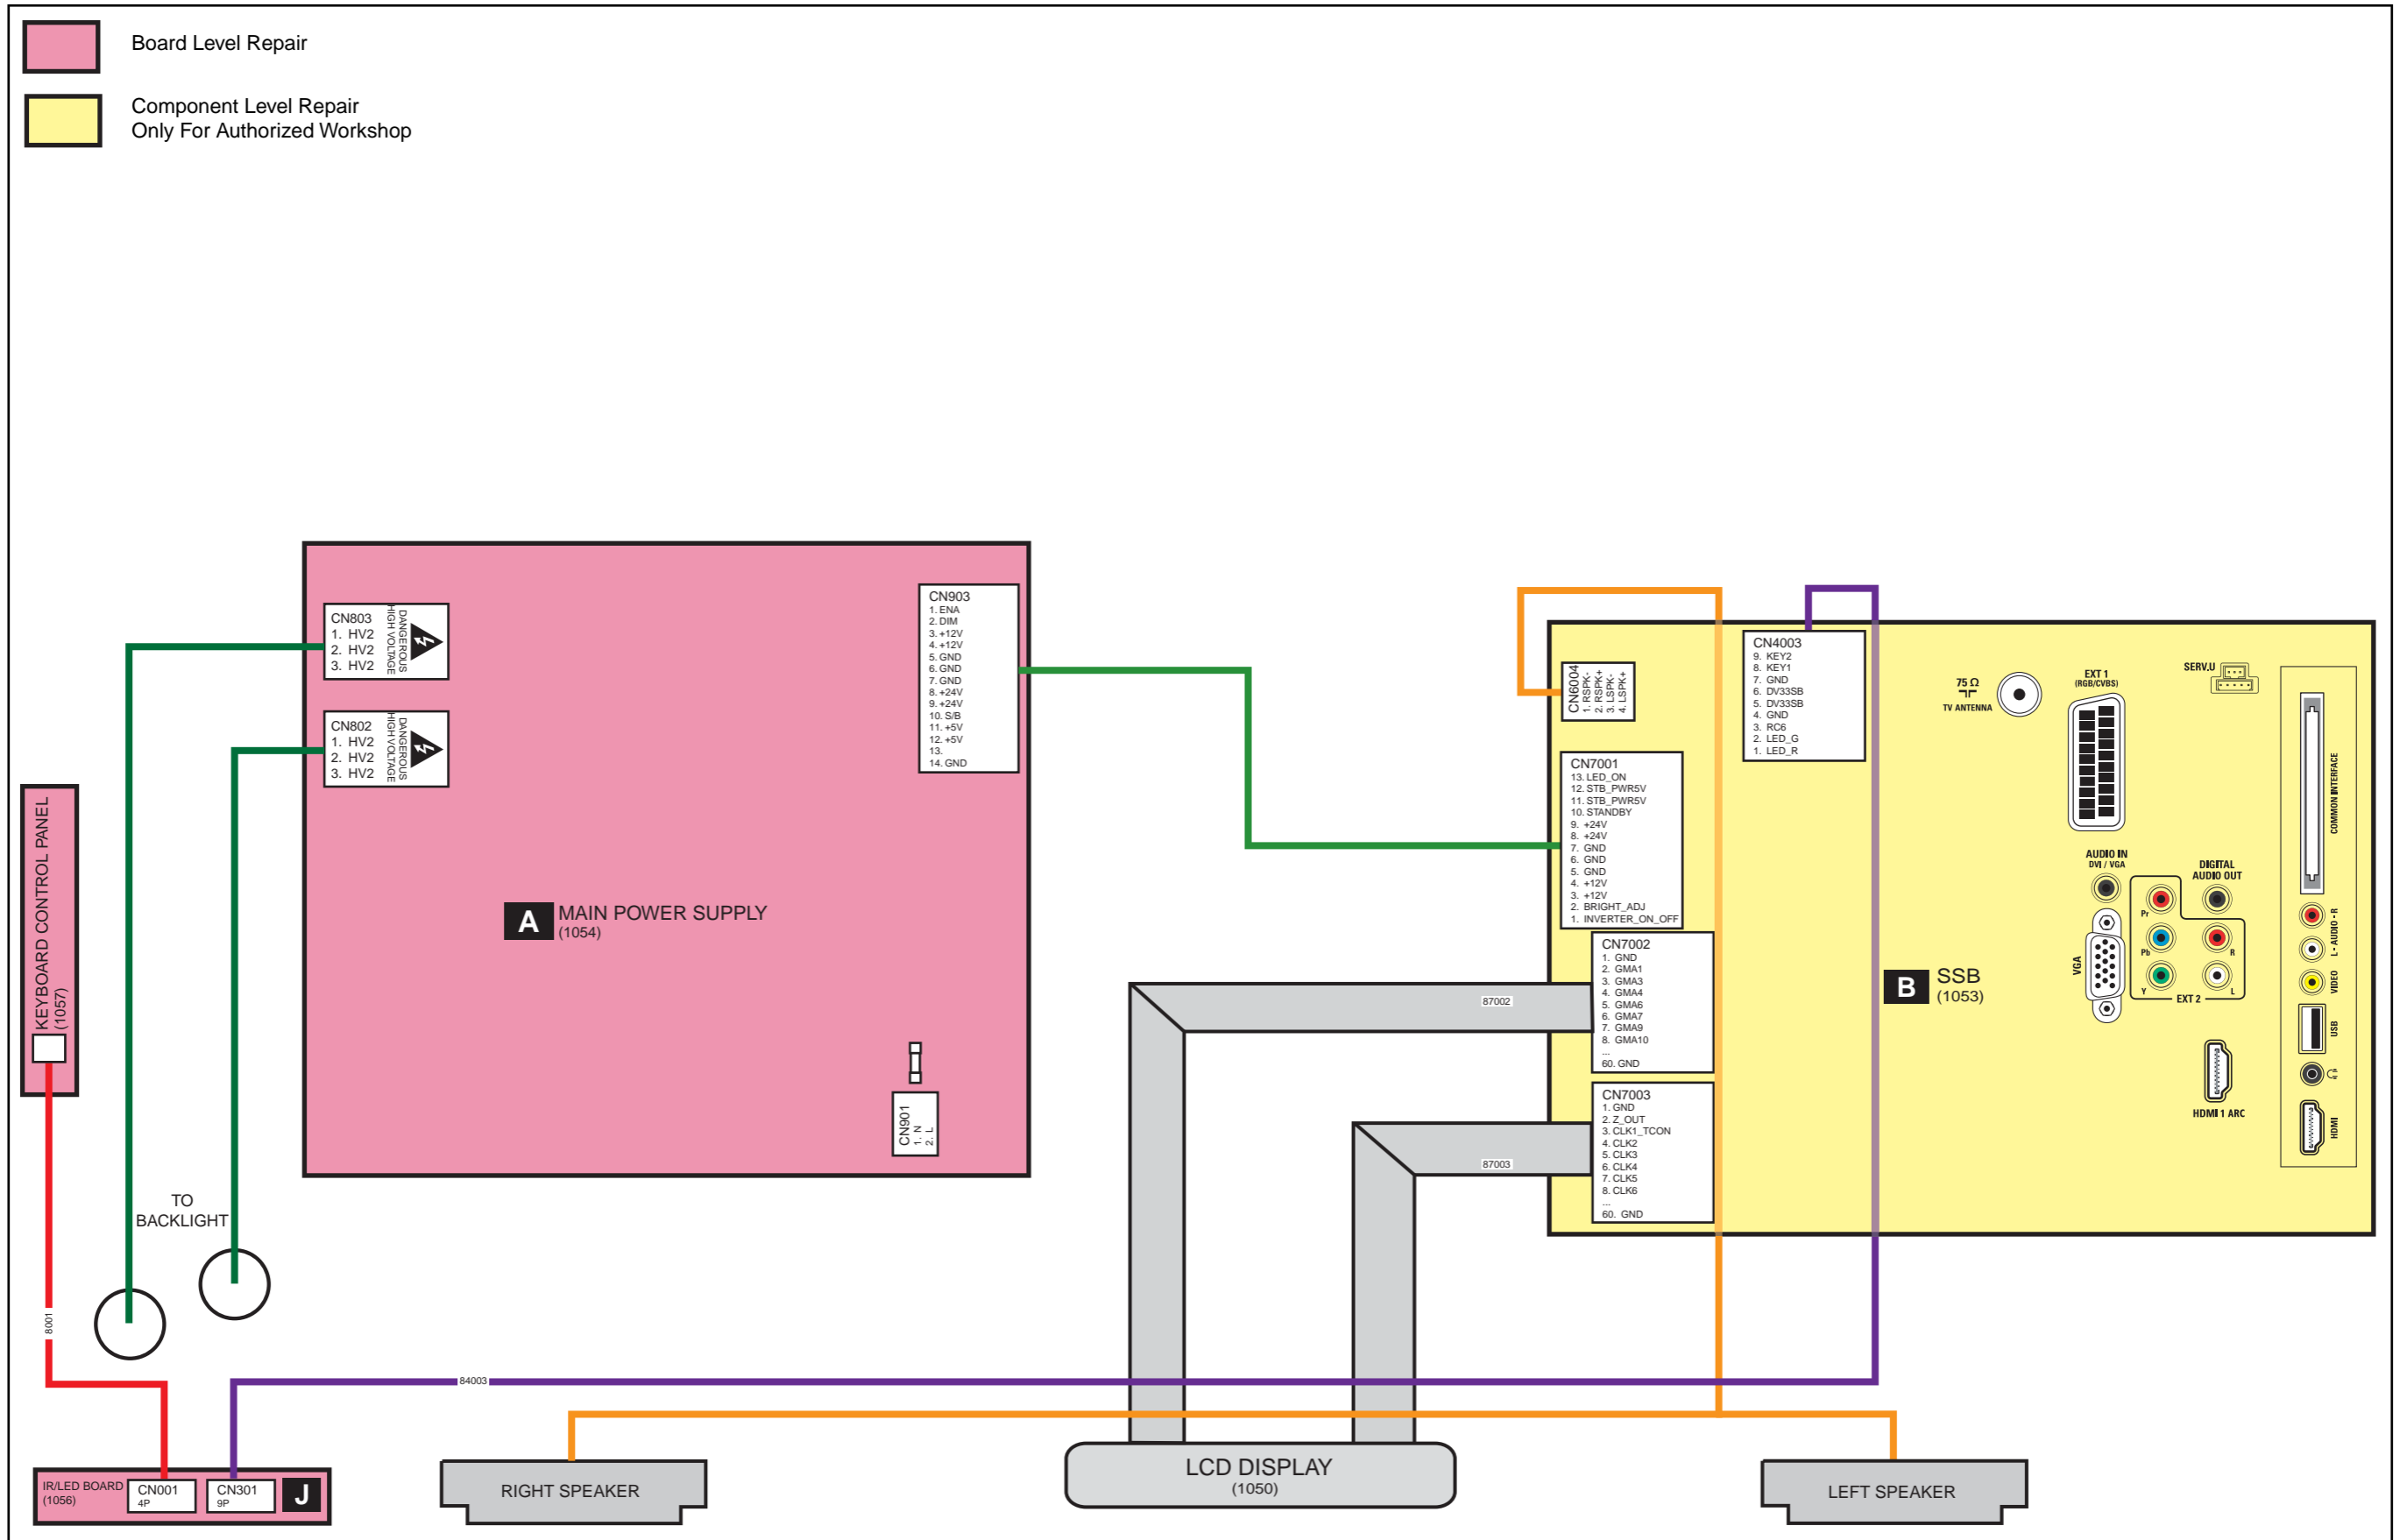 Board Level Repair
Component Level Repair
Only For Authorized Workshop
CN803
1. HV2
2. HV2
3. HV2
DANGEROUS
HIGH VOLTAGE
CN802
1. HV2
2. HV2
3. HV2
DANGEROUS
HIGH VOLTAGE
CN903
1. ENA
2. DIM
3. +12V
4. +12V
5. GND
6. GND
7. GND
8. +24V
9. +24V
10. S/B
11. +5V
12. +5V
13.
14. GND
A MAIN POWER SUPPLY
(1054)
CN901
1. N
2. L
KEYBOARD CONTROL PANEL
(1057)
TO
BACKLIGHT
8001
84003
IR/LED BOARD
(1056)
CN001
4P
CN301
9P
J
RIGHT SPEAKER
LCD DISPLAY
(1050)
LEFT SPEAKER
87002
87003
CN6004
1. RSPK-
2. RSPK+
3. LSPK-
4. LSPK+
CN4003
9. KEY2
8. KEY1
7. GND
6. DV33SB
5. DV33SB
4. GND
3. RC6
2. LED_G
1. LED_R
CN7001
13. LED_ON
12. STB_PWR5V
11. STB_PWR5V
10. STANDBY
9. +24V
8. +24V
7. GND
6. GND
5. GND
4. +12V
3. +12V
2. BRIGHT_ADJ
1. INVERTER_ON_OFF
CN7002
1. GND
2. GMA1
3. GMA3
4. GMA4
5. GMA6
6. GMA7
7. GMA9
8. GMA10
...
60. GND
CN7003
1. GND
2. Z_OUT
3. CLK1_TCON
4. CLK2
5. CLK3
6. CLK4
7. CLK5
8. CLK6
...
60. GND
B SSB
(1053)
75 Ω
TV ANTENNA
EXT 1
(RGB/CVBS)
SERV.U
COMMON INTERFACE
AUDIO IN
DVI / VGA
DIGITAL
AUDIO OUT
VGA
Pr
Pb
Y
R
L
EXT 2
L - AUDIO - R
VIDEO
USB
HDMI 1 ARC
HDMI